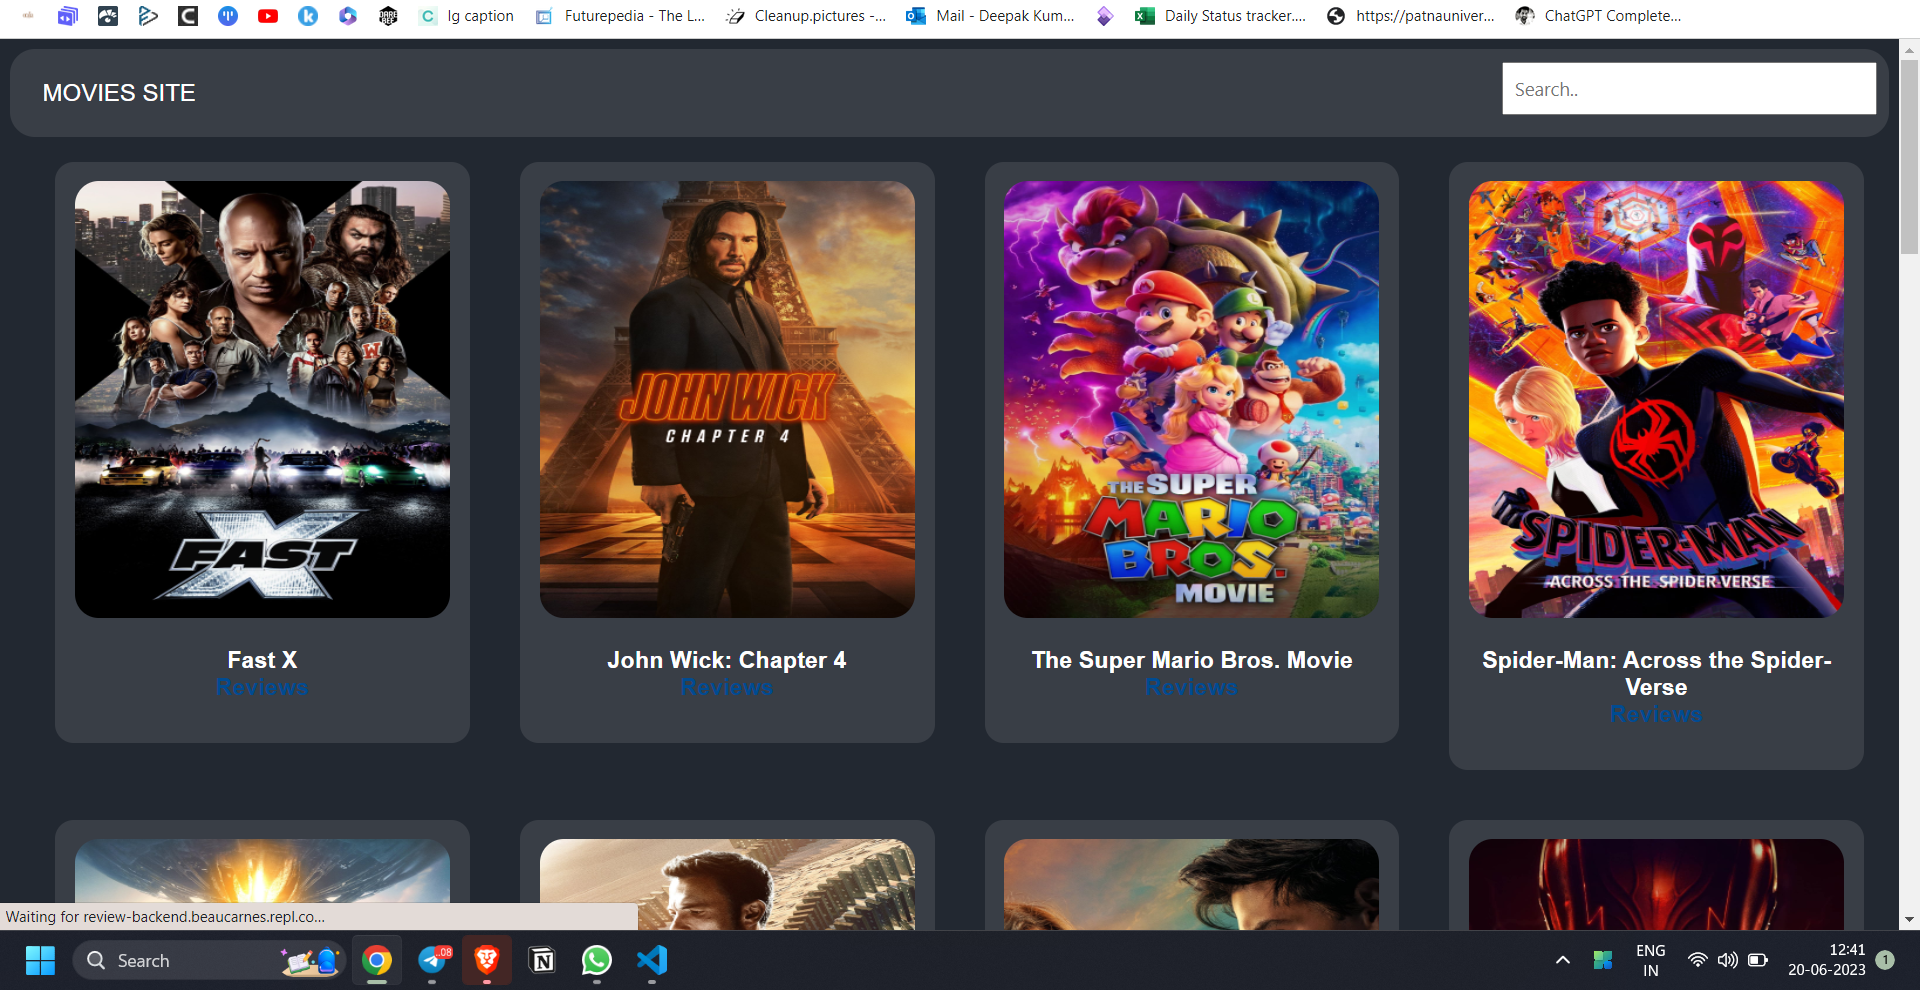 Ig caption
Futurepedia - The L...
Cleanup.pictures -...
Mail - Deepak Kum...
Daily Status tracker....
https://patnauniver...
ChatGPT Complete...
MOVIES SITE
Search..
FAST X
JOHN WICK
CHAPTER 4
THE SUPER
MARIO
BROS.
MOVIE
SPIDER-MAN
ACROSS THE SPIDER-VERSE
Fast X
Reviews
John Wick: Chapter 4
Reviews
The Super Mario Bros. Movie
Reviews
Spider-Man: Across the Spider-
Verse
Reviews
Waiting for review-backend.beaucarnes.repl.co...
Search
..08
ENG
IN
12:41
20-06-2023
1